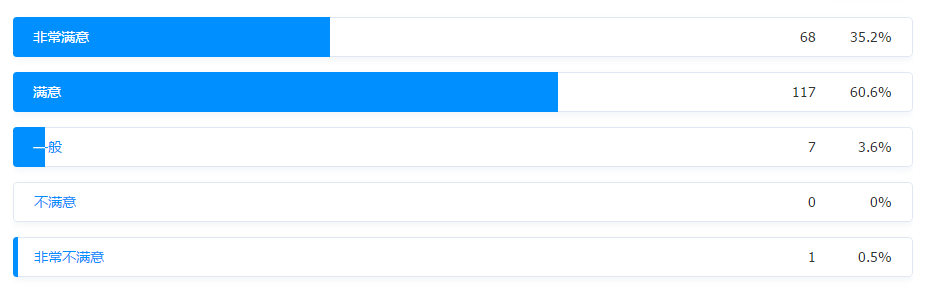 非常满意 68 35.2%
满意 117 60.6%
一般 7 3.6%
不满意 0 0%
非常不满意 1 0.5%